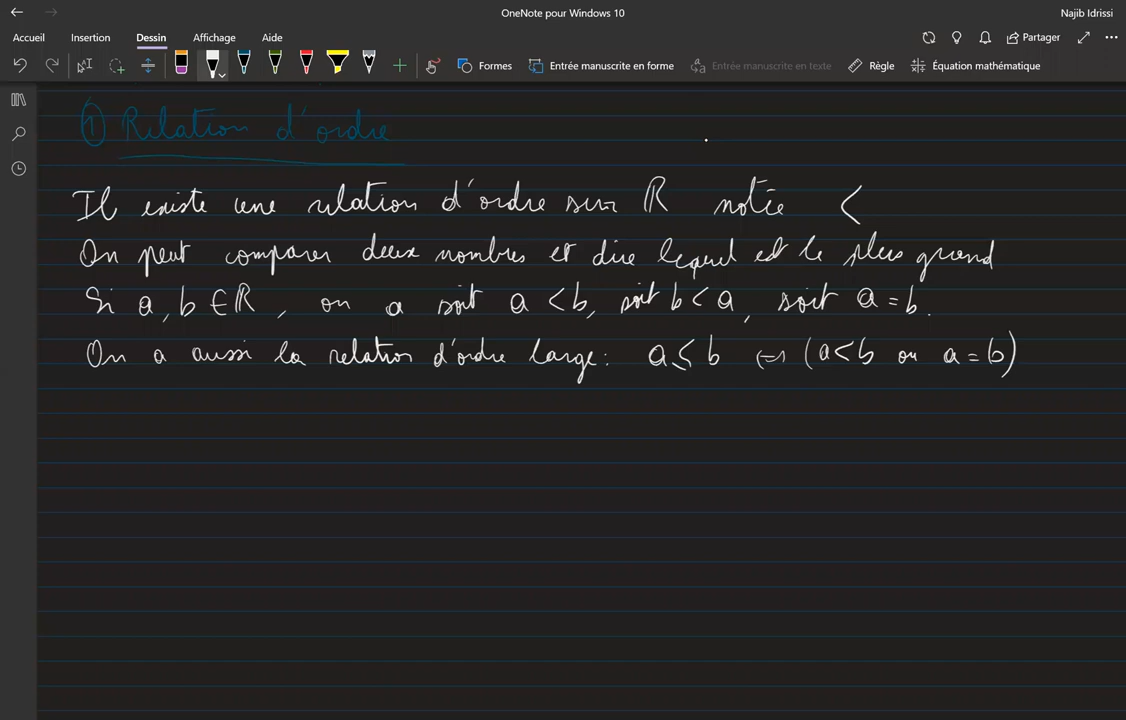 OneNote pour Windows 10
Najib Idrissi
Accueil Insertion Dessin Affichage Aide
Partager
Formes Entrée manuscrite en forme Entrée manuscrite en texte Règle Équation mathématique
① Relation d'ordre
Il existe une relation d'ordre sur ℝ notée <
On peut comparer deux nombres et dire lequel est le plus grand
Si a, b ∈ ℝ, on a soit a < b, soit b < a, soit a = b.
On a aussi la relation d'ordre large : a ≤ b ⇔ (a < b ou a = b)